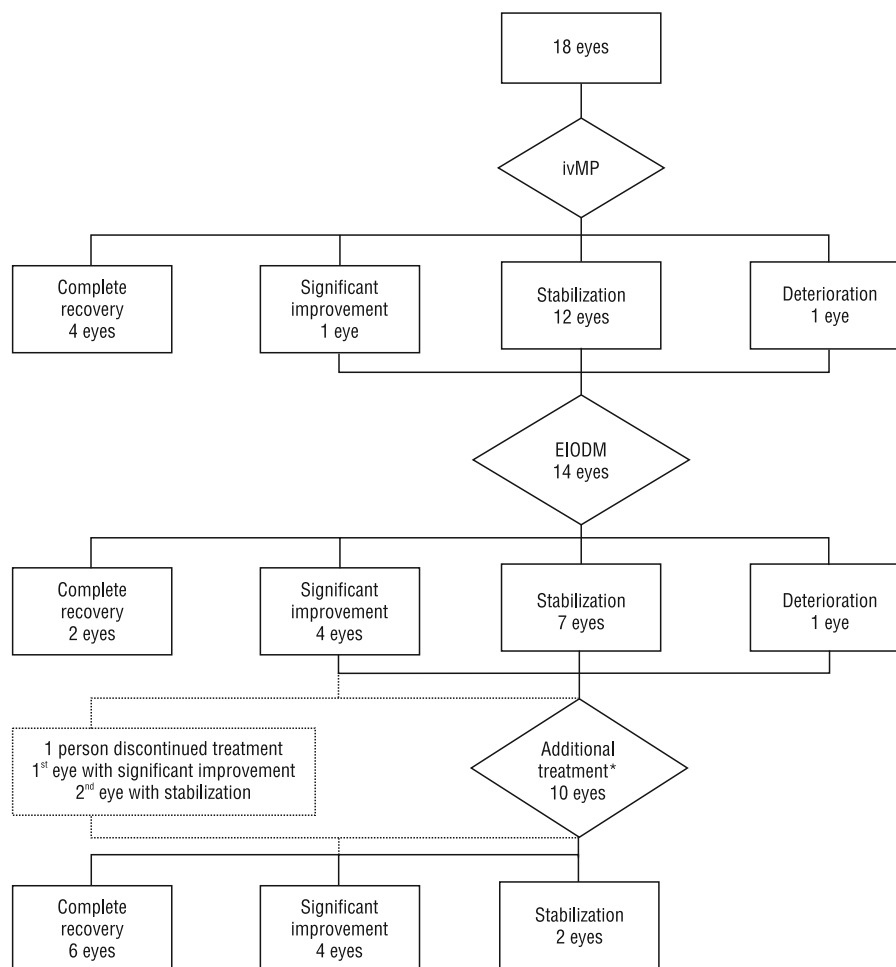 18 eyes
ivMP
Complete
recovery
4 eyes
Significant
improvement
1 eye
Stabilization
12 eyes
Deterioration
1 eye
EIODM
14 eyes
Complete
recovery
2 eyes
Significant
improvement
4 eyes
Stabilization
7 eyes
Deterioration
1 eye
1 person discontinued treatment
1st eye with significant improvement
2nd eye with stabilization
Additional
treatment*
10 eyes
Complete
recovery
6 eyes
Significant
improvement
4 eyes
Stabilization
2 eyes